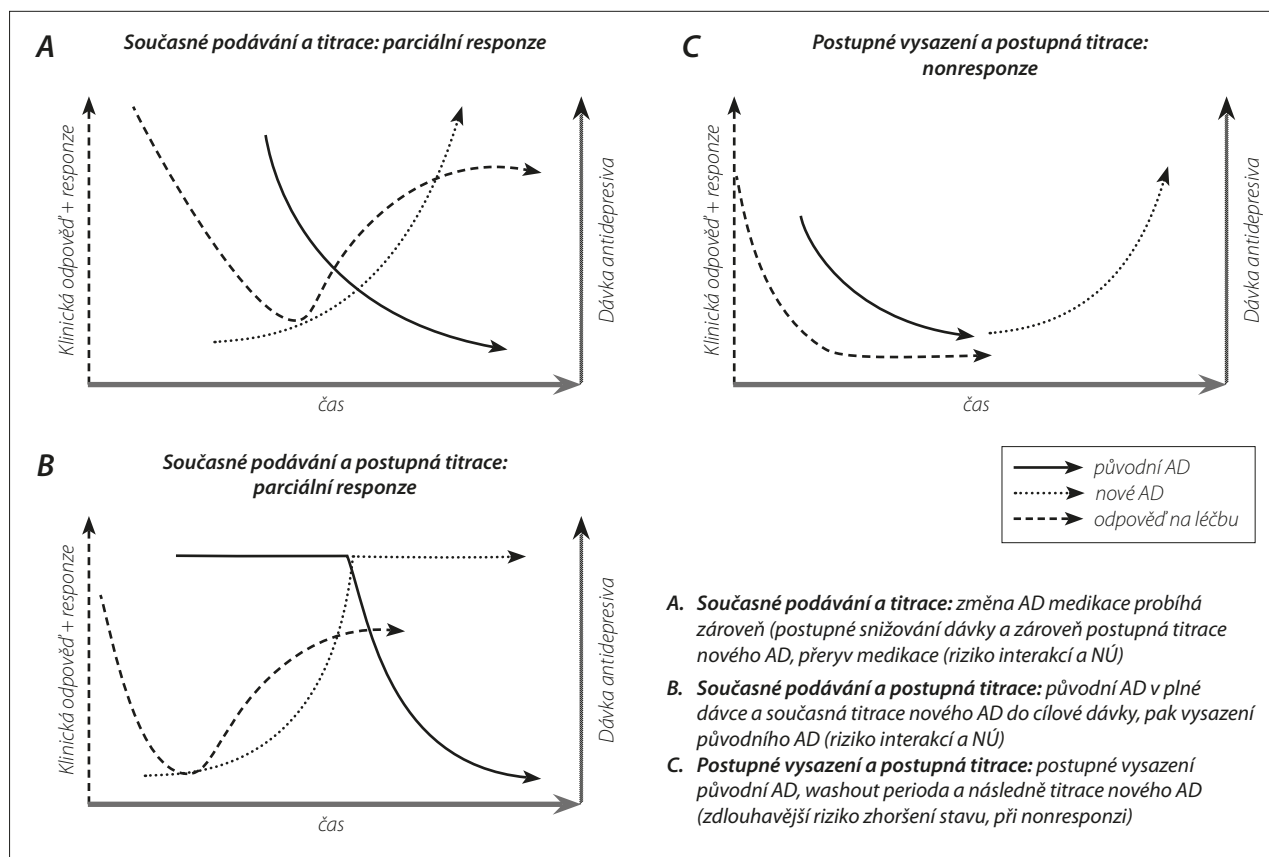 A
Současné podávání a titrace: parciální responze
Klinická odpověď + responze
Dávka antidepresiva
čas
C
Postupné vysazení a postupná titrace:
nonresponze
Klinická odpověď + responze
Dávka antidepresiva
čas
B
Současné podávání a postupná titrace:
parciální responze
Klinická odpověď + responze
Dávka antidepresiva
čas
původní AD
nové AD
odpověď na léčbu
A. Současné podávání a titrace: změna AD medikace probíhá
zároveň (postupné snižování dávky a zároveň postupná titrace
nového AD, přeryv medikace (riziko interakcí a NÚ)
B. Současné podávání a postupná titrace: původní AD v plné
dávce a současná titrace nového AD do cílové dávky, pak vysazení
původního AD (riziko interakcí a NÚ)
C. Postupné vysazení a postupná titrace: postupné vysazení
původní AD, washout perioda a následně titrace nového AD
(zdlouhavější riziko zhoršení stavu, při nonresponzi)